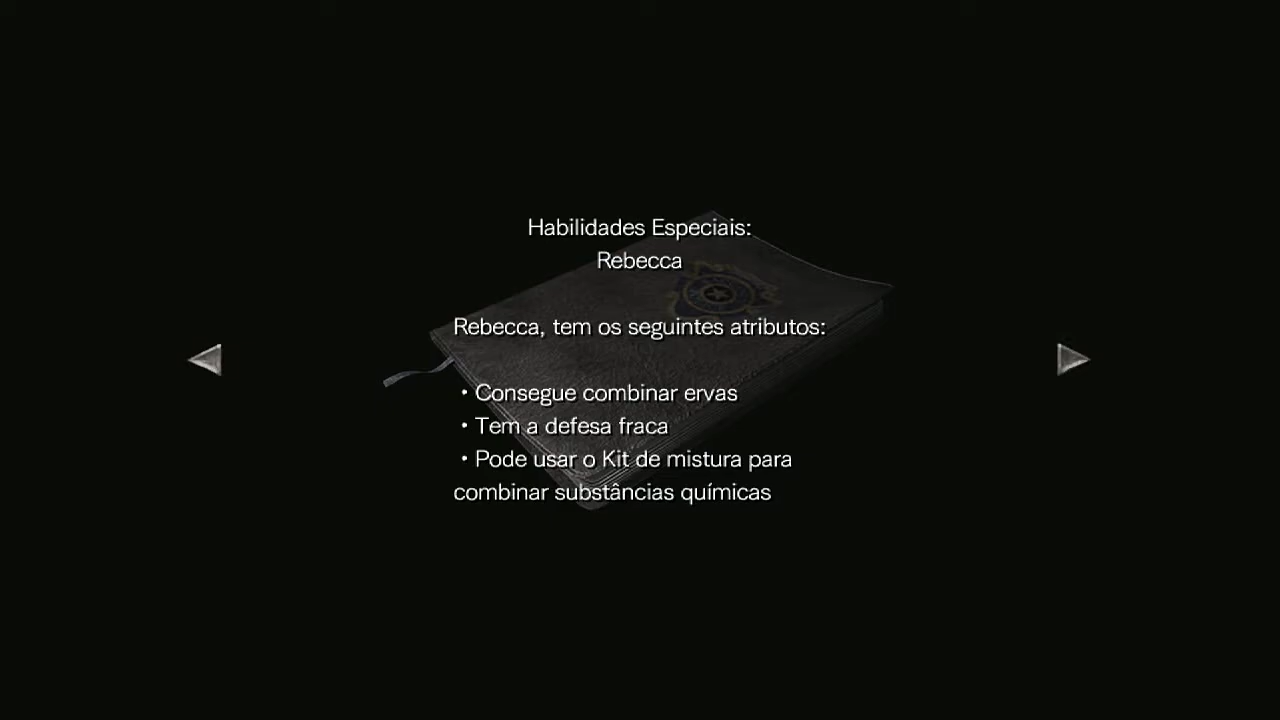 Habilidades Especiais:
Rebecca
Rebecca, tem os seguintes atributos:
・Consegue combinar ervas
・Tem a defesa fraca
・Pode usar o Kit de mistura para
combinar substâncias químicas